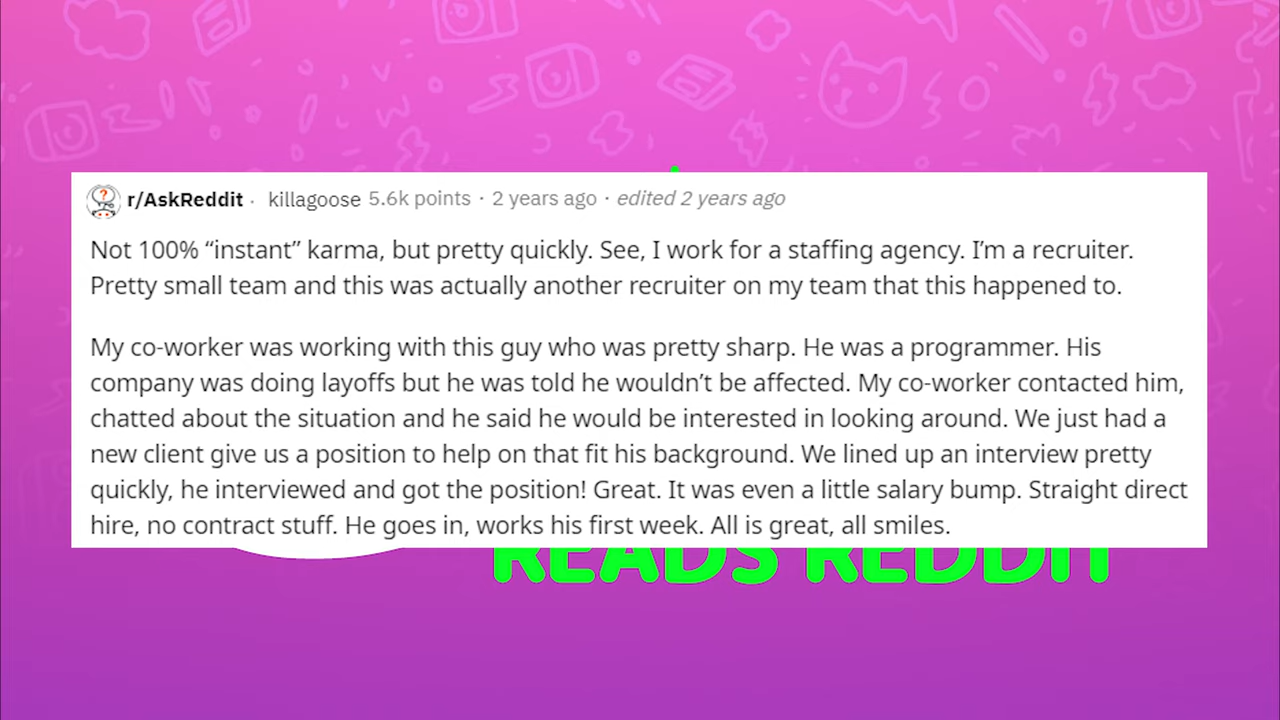 r/AskReddit · killagoose 5.6k points · 2 years ago · edited 2 years ago
Not 100% “instant” karma, but pretty quickly. See, I work for a staffing agency. I’m a recruiter.
Pretty small team and this was actually another recruiter on my team that this happened to.
My co-worker was working with this guy who was pretty sharp. He was a programmer. His
company was doing layoffs but he was told he wouldn’t be affected. My co-worker contacted him,
chatted about the situation and he said he would be interested in looking around. We just had a
new client give us a position to help on that fit his background. We lined up an interview pretty
quickly, he interviewed and got the position! Great. It was even a little salary bump. Straight direct
hire, no contract stuff. He goes in, works his first week. All is great, all smiles.
READS REDDIT